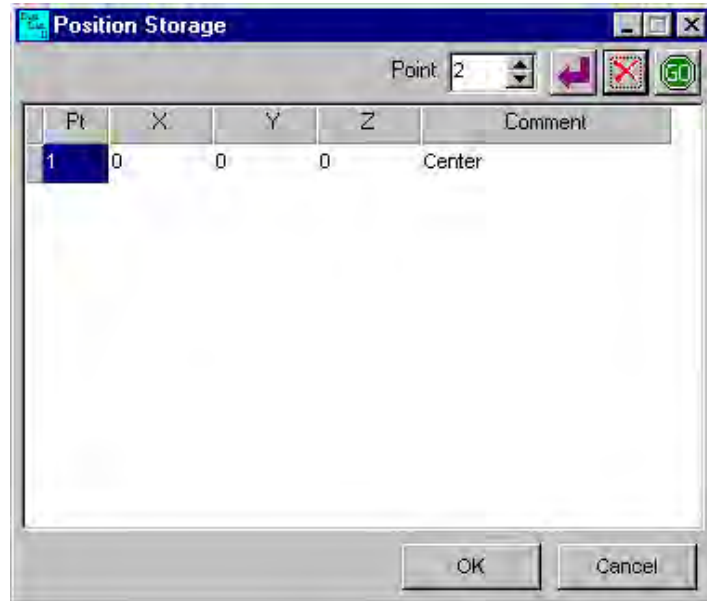 Position Storage
Point 2 GO
Pt X Y Z Comment
1 0 0 0 Center
OK Cancel